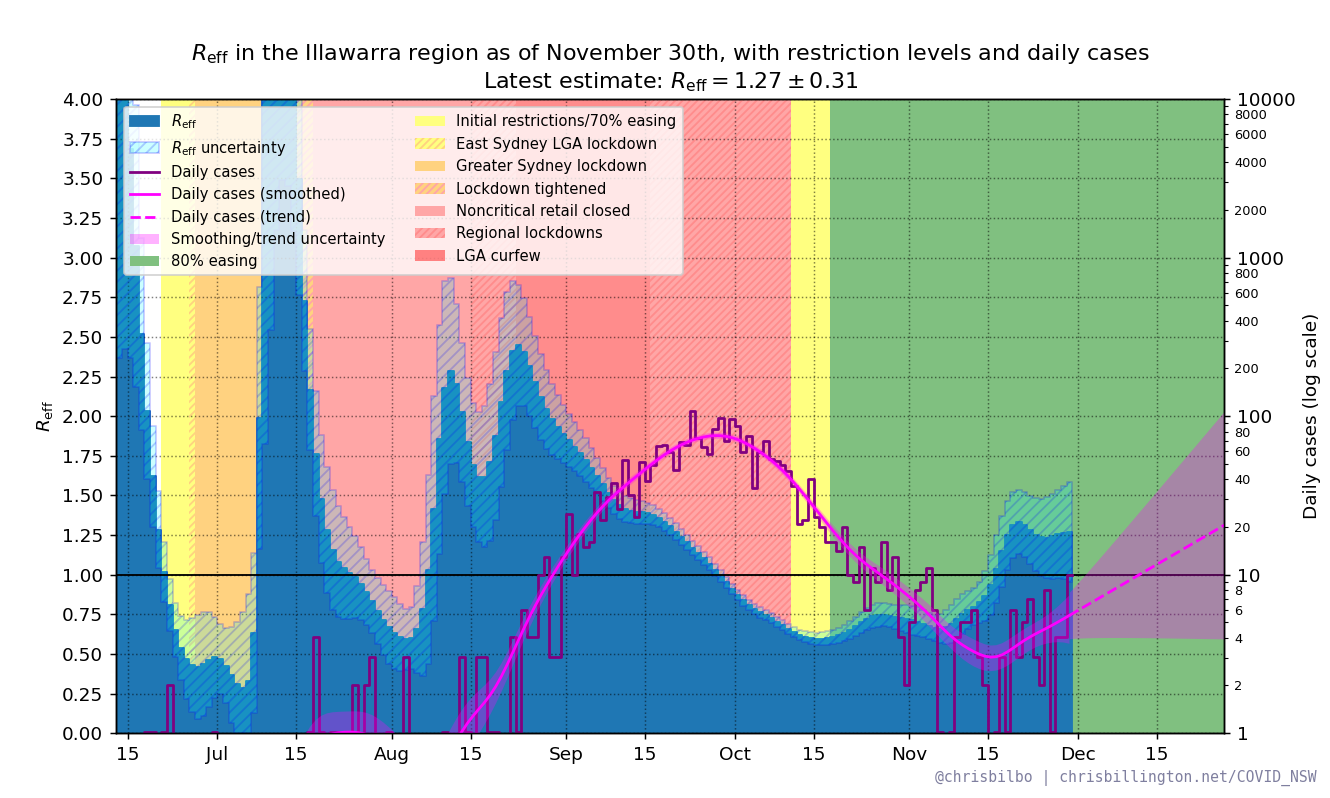 R_eff in the Illawarra region as of November 30th, with restriction levels and daily cases
Latest estimate: R_eff = 1.27 ± 0.31
R_eff
R_eff uncertainty
Daily cases
Daily cases (smoothed)
Daily cases (trend)
Smoothing/trend uncertainty
80% easing
Initial restrictions/70% easing
East Sydney LGA lockdown
Greater Sydney lockdown
Lockdown tightened
Noncritical retail closed
Regional lockdowns
LGA curfew
R_eff
4.00
3.75
3.50
3.25
3.00
2.75
2.50
2.25
2.00
1.75
1.50
1.25
1.00
0.75
0.50
0.25
0.00
15
Jul
15
Aug
15
Sep
15
Oct
15
Nov
15
Dec
15
10000
8000
6000
4000
2000
1000
800
600
400
200
100
80
60
40
20
10
8
6
4
2
1
Daily cases (log scale)
@chrisbilbo | chrisbillington.net/COVID_NSW